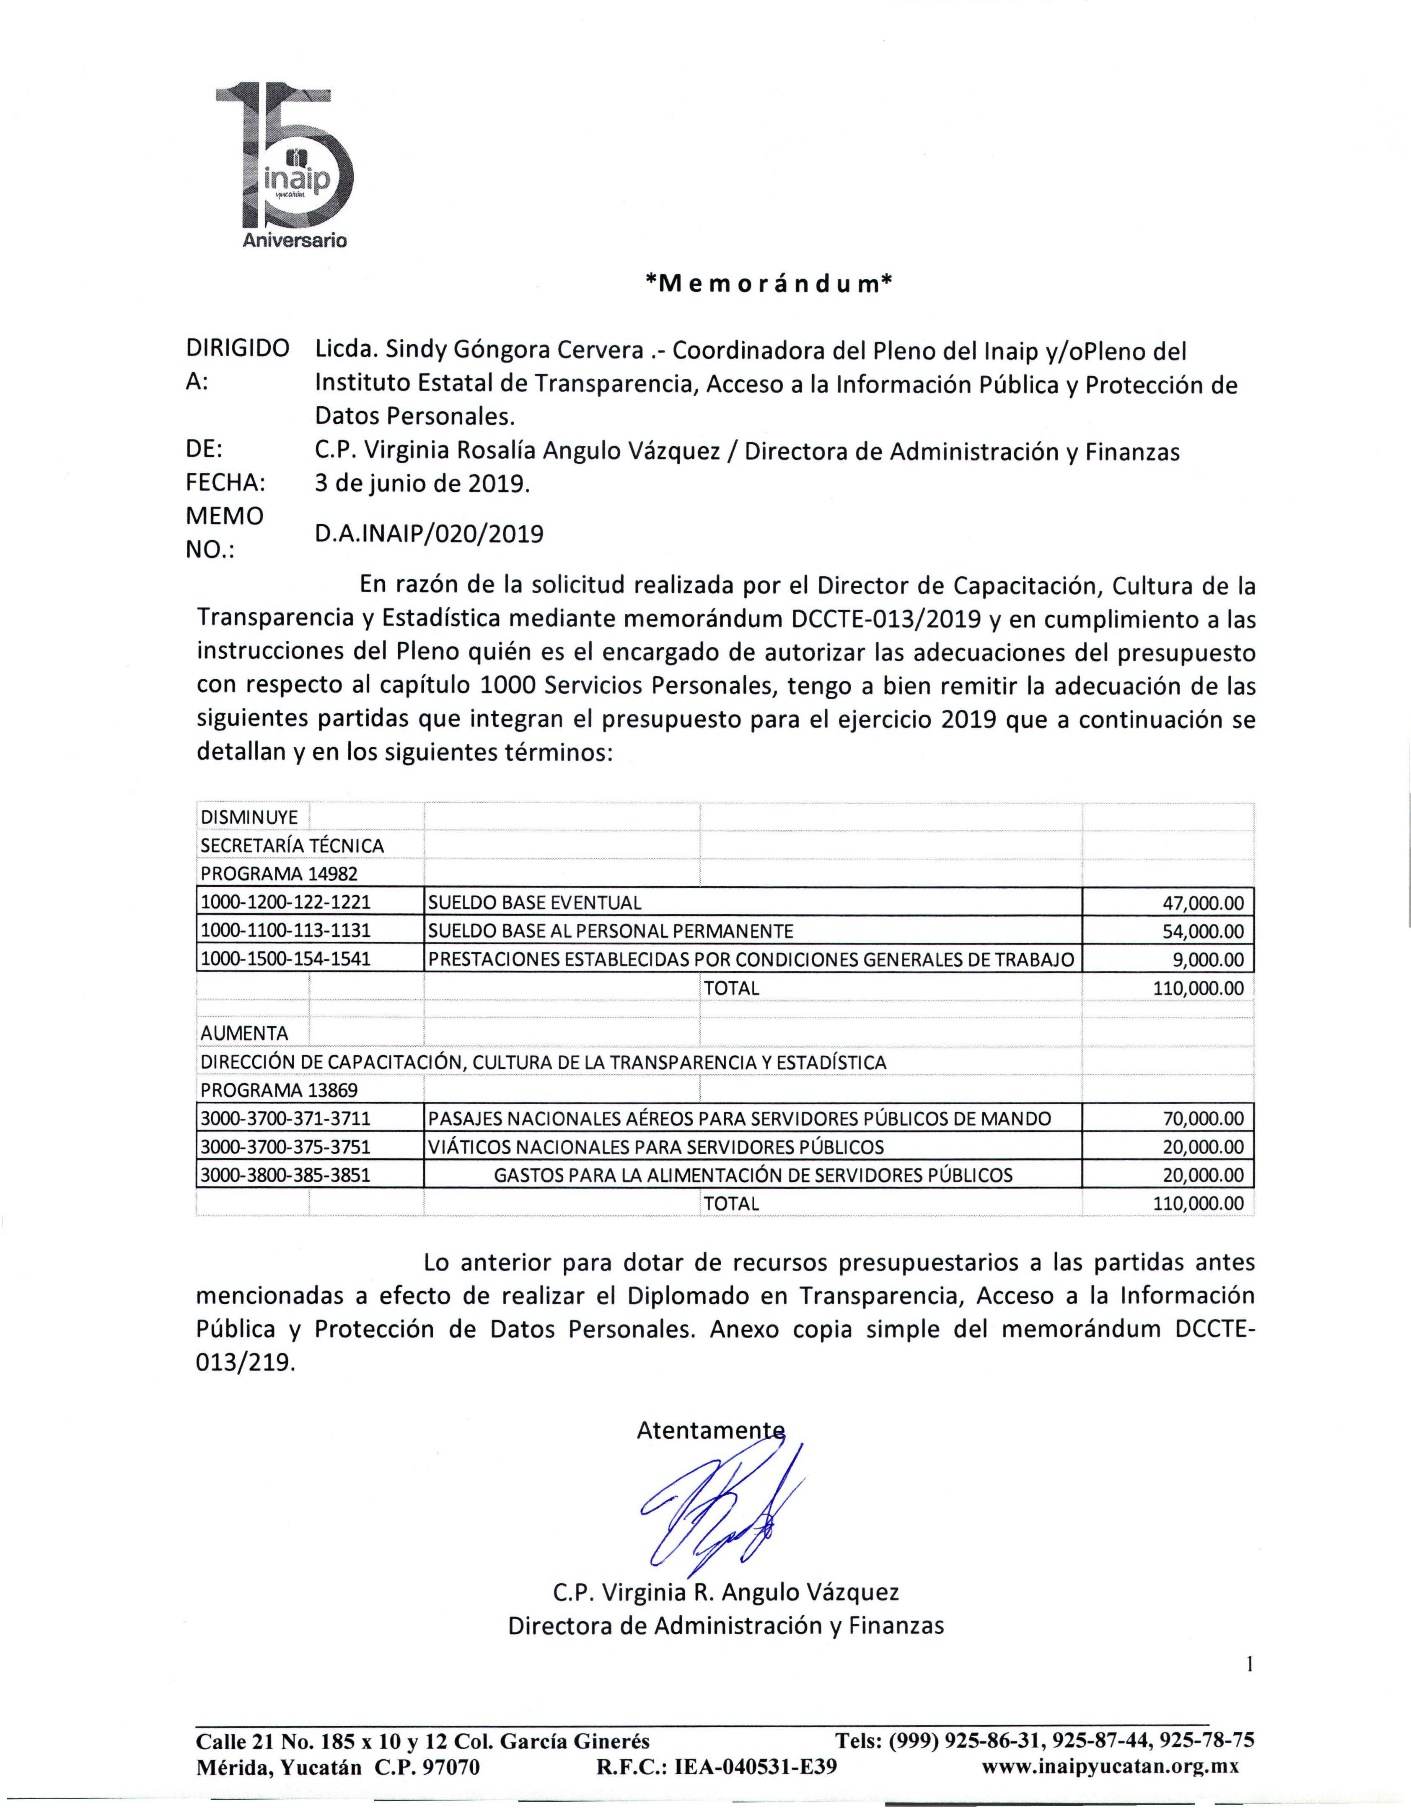 15
inaip
yucatán
Aniversario
*Memorándum*
DIRIGIDO A: Licda. Sindy Góngora Cervera .- Coordinadora del Pleno del Inaip y/oPleno del
Instituto Estatal de Transparencia, Acceso a la Información Pública y Protección de
Datos Personales.
DE: C.P. Virginia Rosalía Angulo Vázquez / Directora de Administración y Finanzas
FECHA: 3 de junio de 2019.
MEMO NO.: D.A.INAIP/020/2019
En razón de la solicitud realizada por el Director de Capacitación, Cultura de la
Transparencia y Estadística mediante memorándum DCCTE-013/2019 y en cumplimiento a las
instrucciones del Pleno quién es el encargado de autorizar las adecuaciones del presupuesto
con respecto al capítulo 1000 Servicios Personales, tengo a bien remitir la adecuación de las
siguientes partidas que integran el presupuesto para el ejercicio 2019 que a continuación se
detallan y en los siguientes términos:
DISMINUYE
SECRETARÍA TÉCNICA
PROGRAMA 14982
1000-1200-122-1221 SUELDO BASE EVENTUAL 47,000.00
1000-1100-113-1131 SUELDO BASE AL PERSONAL PERMANENTE 54,000.00
1000-1500-154-1541 PRESTACIONES ESTABLECIDAS POR CONDICIONES GENERALES DE TRABAJO 9,000.00
TOTAL 110,000.00
AUMENTA
DIRECCIÓN DE CAPACITACIÓN, CULTURA DE LA TRANSPARENCIA Y ESTADÍSTICA
PROGRAMA 13869
3000-3700-371-3711 PASAJES NACIONALES AÉREOS PARA SERVIDORES PÚBLICOS DE MANDO 70,000.00
3000-3700-375-3751 VIÁTICOS NACIONALES PARA SERVIDORES PÚBLICOS 20,000.00
3000-3800-385-3851 GASTOS PARA LA ALIMENTACIÓN DE SERVIDORES PÚBLICOS 20,000.00
TOTAL 110,000.00
Lo anterior para dotar de recursos presupuestarios a las partidas antes
mencionadas a efecto de realizar el Diplomado en Transparencia, Acceso a la Información
Pública y Protección de Datos Personales. Anexo copia simple del memorándum DCCTE-
013/219.
Atentamente
C.P. Virginia R. Angulo Vázquez
Directora de Administración y Finanzas
1
Calle 21 No. 185 x 10 y 12 Col. García Ginerés Tels: (999) 925-86-31, 925-87-44, 925-78-75
Mérida, Yucatán C.P. 97070 R.F.C.: IEA-040531-E39 www.inaipyucatan.org.mx